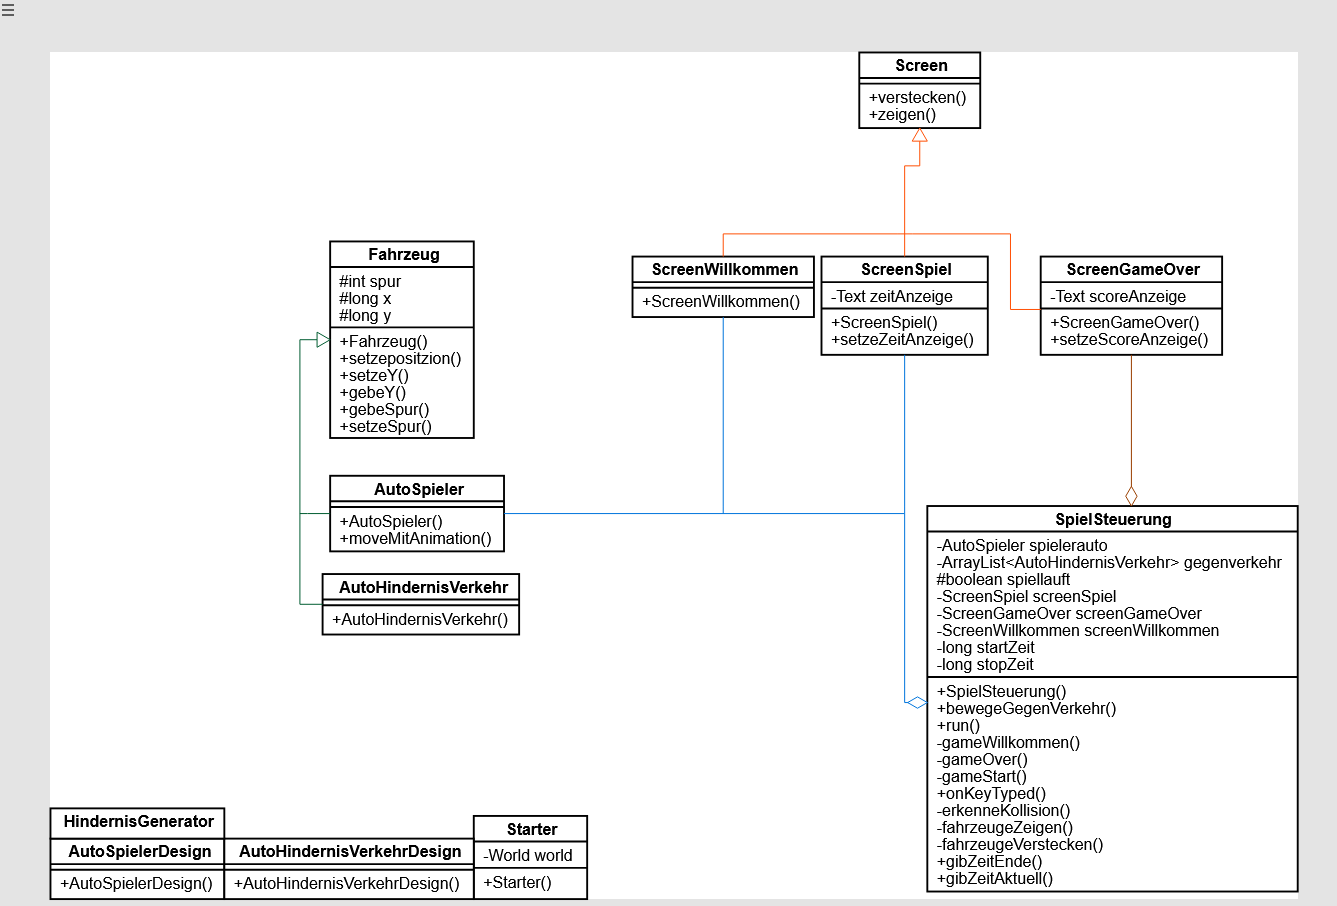 Screen
+verstecken()
+zeigen()
Fahrzeug
#int spur
#long x
#long y
+Fahrzeug()
+setzepositzion()
+setzeY()
+gebeY()
+gebeSpur()
+setzeSpur()
ScreenWillkommen
+ScreenWillkommen()
ScreenSpiel
-Text zeitAnzeige
+ScreenSpiel()
+setzeZeitAnzeige()
ScreenGameOver
-Text scoreAnzeige
+ScreenGameOver()
+setzeScoreAnzeige()
AutoSpieler
+AutoSpieler()
+moveMitAnimation()
AutoHindernisVerkehr
+AutoHindernisVerkehr()
SpielSteuerung
-AutoSpieler spielerauto
-ArrayList<AutoHindernisVerkehr> gegenverkehr
#boolean spiellauft
-ScreenSpiel screenSpiel
-ScreenGameOver screenGameOver
-ScreenWillkommen screenWillkommen
-long startZeit
-long stopZeit
+SpielSteuerung()
+bewegeGegenVerkehr()
+run()
-gameWillkommen()
-gameOver()
-gameStart()
+onKeyTyped()
-erkenneKollision()
-fahrzeugeZeigen()
-fahrzeugeVerstecken()
+gibZeitEnde()
+gibZeitAktuell()
HindernisGenerator
AutoSpielerDesign
+AutoSpielerDesign()
AutoHindernisVerkehrDesign
+AutoHindernisVerkehrDesign()
Starter
-World world
+Starter()